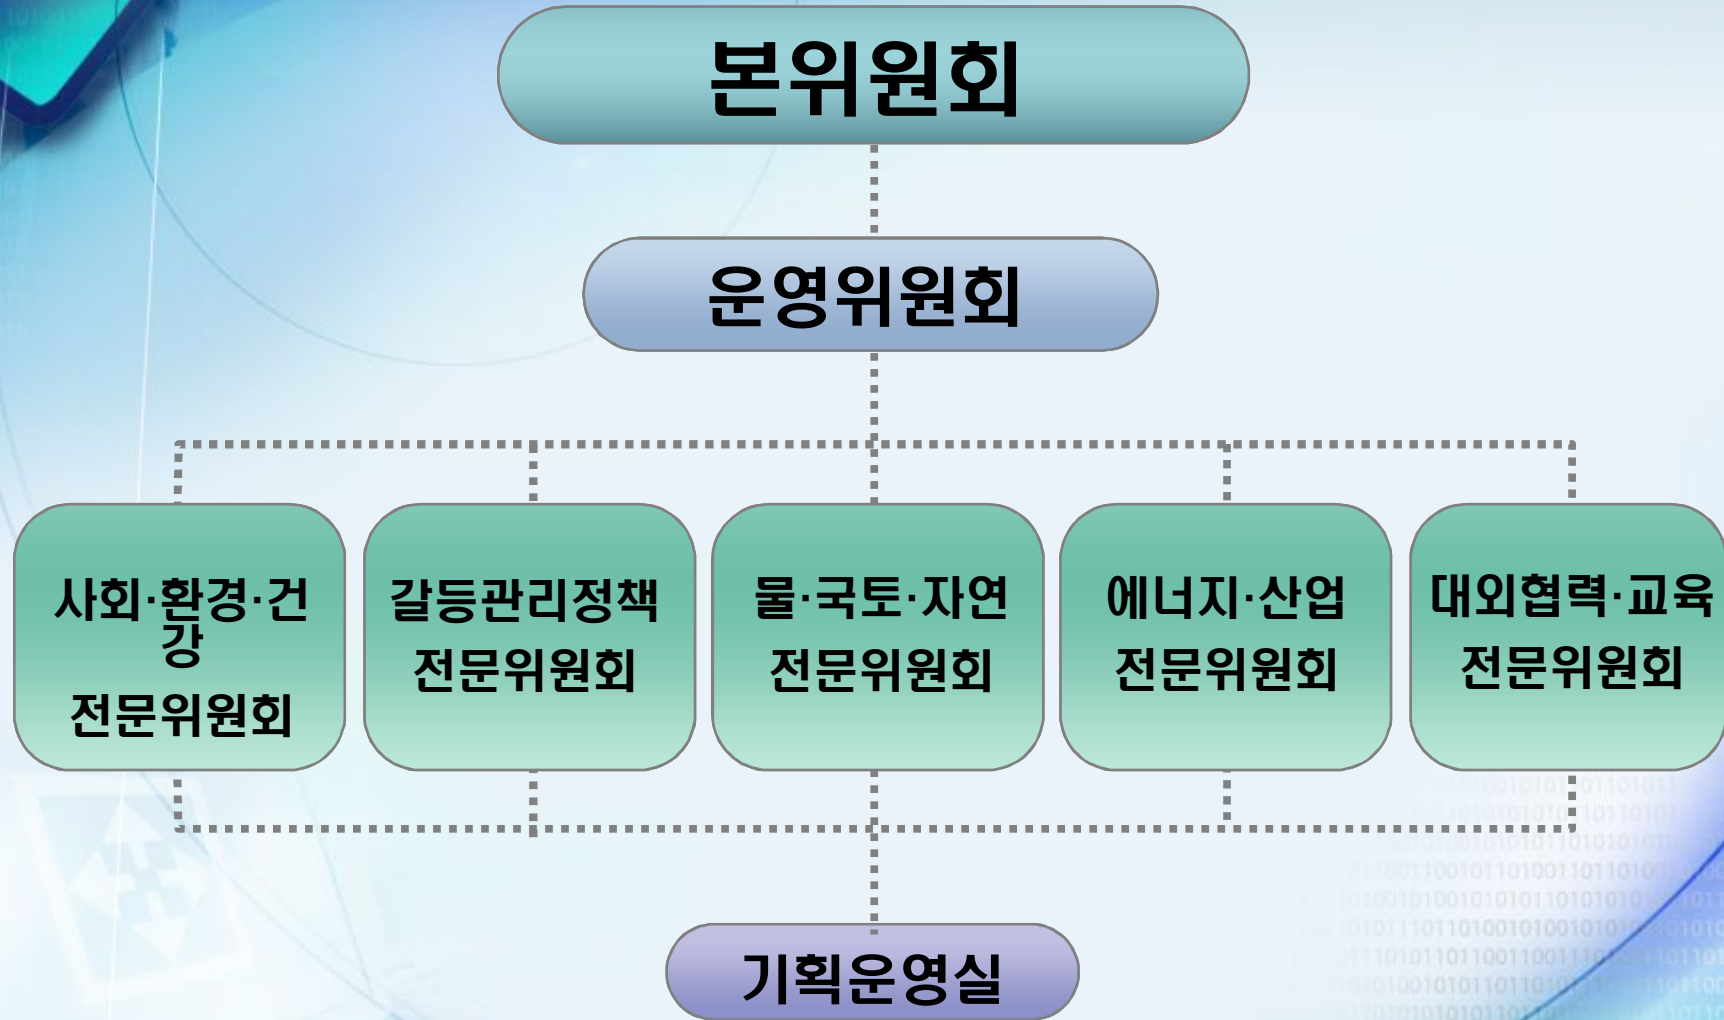 본위원회
운영위원회
사회·환경·건
강
전문위원회
갈등관리정책
전문위원회
물·국토·자연
전문위원회
에너지·산업
전문위원회
대외협력·교육
전문위원회
기획운영실